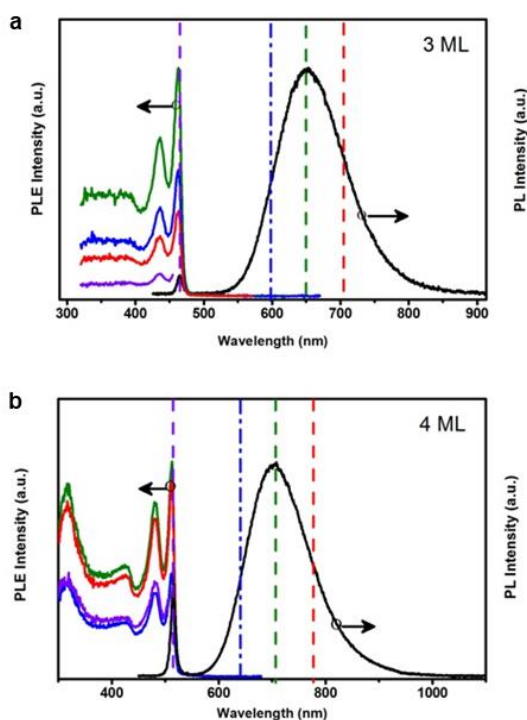 a
3 ML
PLE Intensity (a.u.)
PL Intensity (a.u.)
300 400 500 600 700 800 900
Wavelength (nm)
b
4 ML
PLE Intensity (a.u.)
PL Intensity (a.u.)
400 600 800 1000
Wavelength (nm)